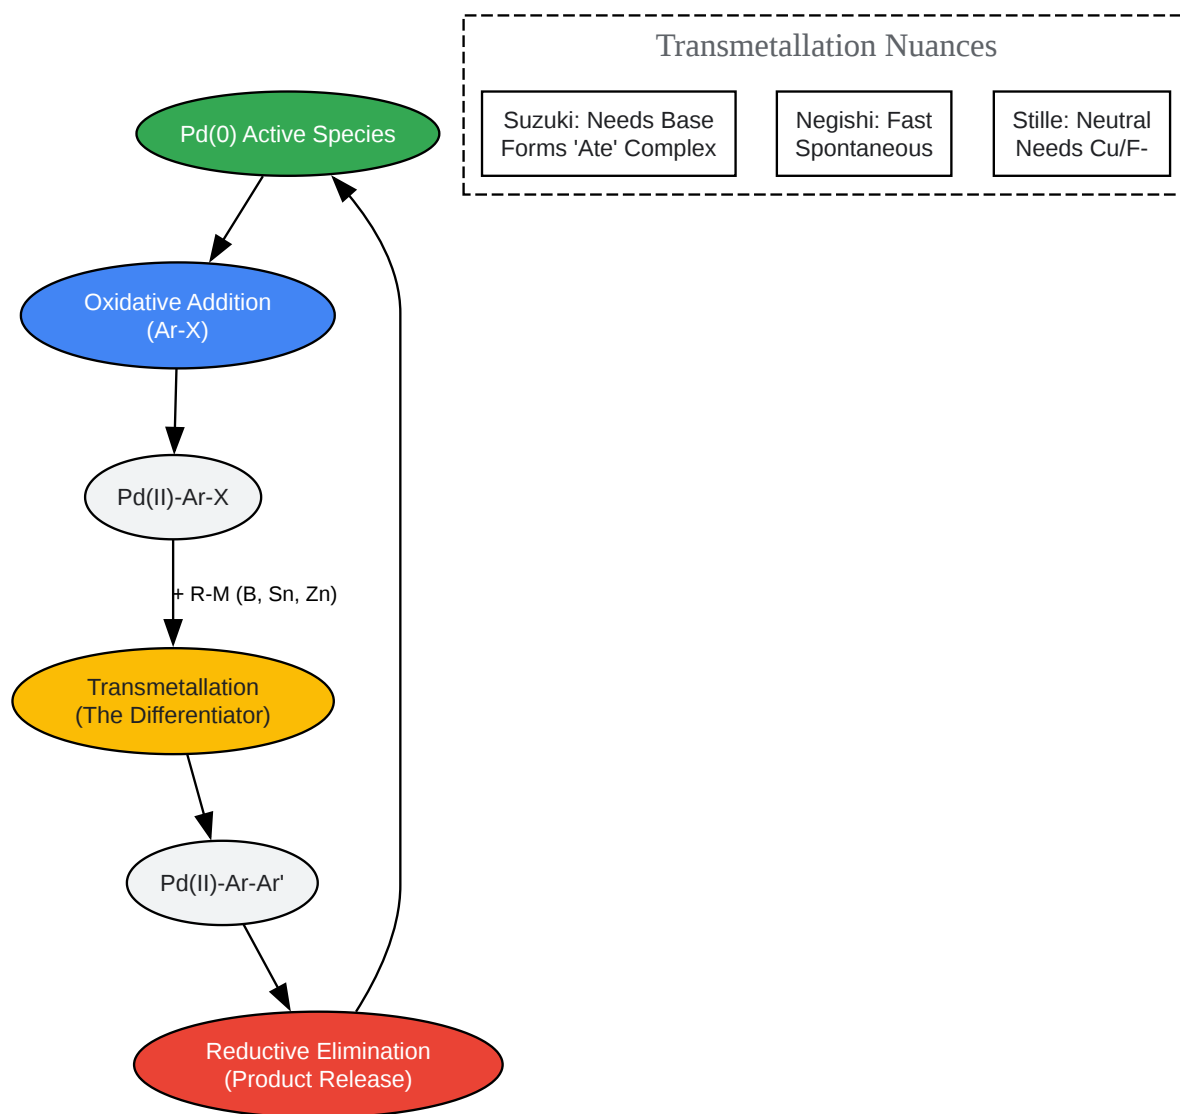 Transmetallation Nuances
Pd(0) Active Species
Suzuki: Needs Base
Forms 'Ate' Complex
Negishi: Fast
Spontaneous
Stille: Neutral
Needs Cu/F-
Oxidative Addition
(Ar-X)
Pd(II)-Ar-X
+ R-M (B, Sn, Zn)
Transmetallation
(The Differentiator)
Pd(II)-Ar-Ar'
Reductive Elimination
(Product Release)